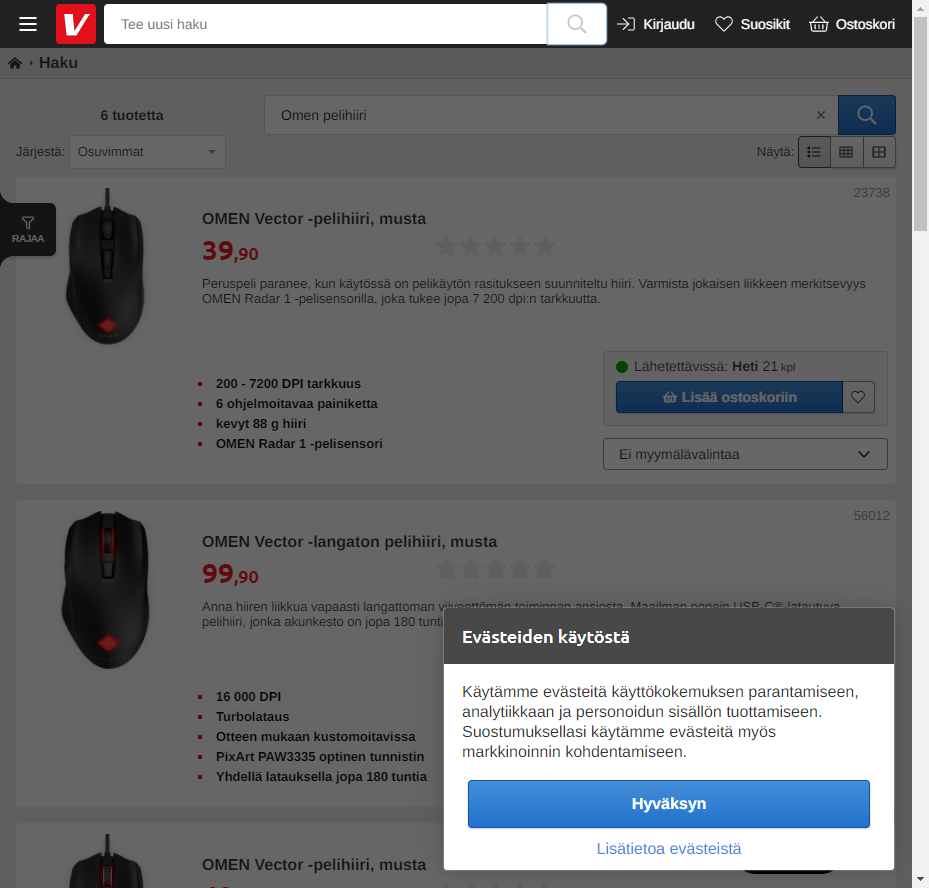 V
Tee uusi haku
Kirjaudu
Suosikit
Ostoskori
Haku
6 tuotetta
Omen pelihiiri
Järjestä:
Osuvimmat
Näytä:
23738
RAJAA
OMEN Vector -pelihiiri, musta
39,90
Peruspeli paranee, kun käytössä on pelikäytön rasitukseen suunniteltu hiiri. Varmista jokaisen liikkeen merkitsevyys
OMEN Radar 1 -pelisensorilla, joka tukee jopa 7 200 dpi:n tarkkuutta.
200 - 7200 DPI tarkkuus
6 ohjelmoitavaa painiketta
kevyt 88 g hiiri
OMEN Radar 1 -pelisensori
Lähetettävissä: Heti 21 kpl
Lisää ostoskoriin
Ei myymälävalintaa
56012
OMEN Vector -langaton pelihiiri, musta
99,90
Anna hiiren liikkua vapaasti langattoman viiveettömän toiminnan ansiosta. Maailman nopein USB-C®-latautuva
pelihiiri, jonka akunkesto on jopa 180 tunti
16 000 DPI
Turbolataus
Otteen mukaan kustomoitavissa
PixArt PAW3335 optinen tunnistin
Yhdellä latauksella jopa 180 tuntia
OMEN Vector -pelihiiri, musta
Evästeiden käytöstä
Käytämme evästeitä käyttökokemuksen parantamiseen,
analytiikkaan ja personoidun sisällön tuottamiseen.
Suostumuksellasi käytämme evästeitä myös
markkinoinnin kohdentamiseen.
Hyväksyn
Lisätietoa evästeistä